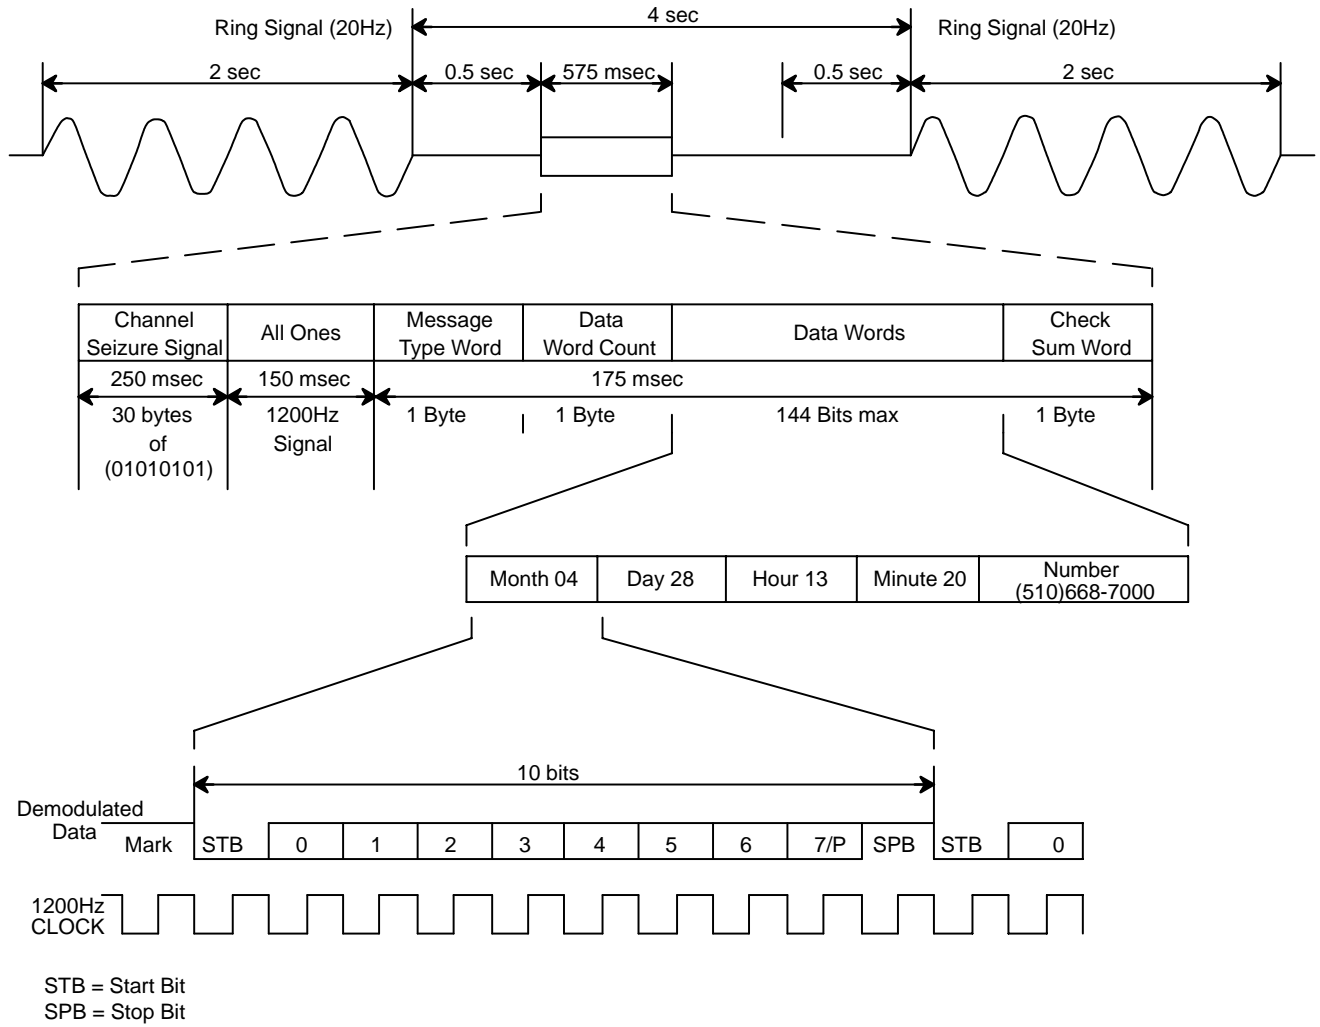 Ring Signal (20Hz)
4 sec
Ring Signal (20Hz)
2 sec
0.5 sec
575 msec
0.5 sec
2 sec
Channel
Seizure Signal
All Ones
Message
Type Word
Data
Word Count
Data Words
Check
Sum Word
250 msec
150 msec
175 msec
30 bytes
of
(01010101)
1200Hz
Signal
1 Byte
1 Byte
144 Bits max
1 Byte
Month 04
Day 28
Hour 13
Minute 20
Number
(510)668-7000
10 bits
Demodulated
Data
Mark
STB
0
1
2
3
4
5
6
7/P
SPB
STB
0
1200Hz
CLOCK
STB = Start Bit
SPB = Stop Bit